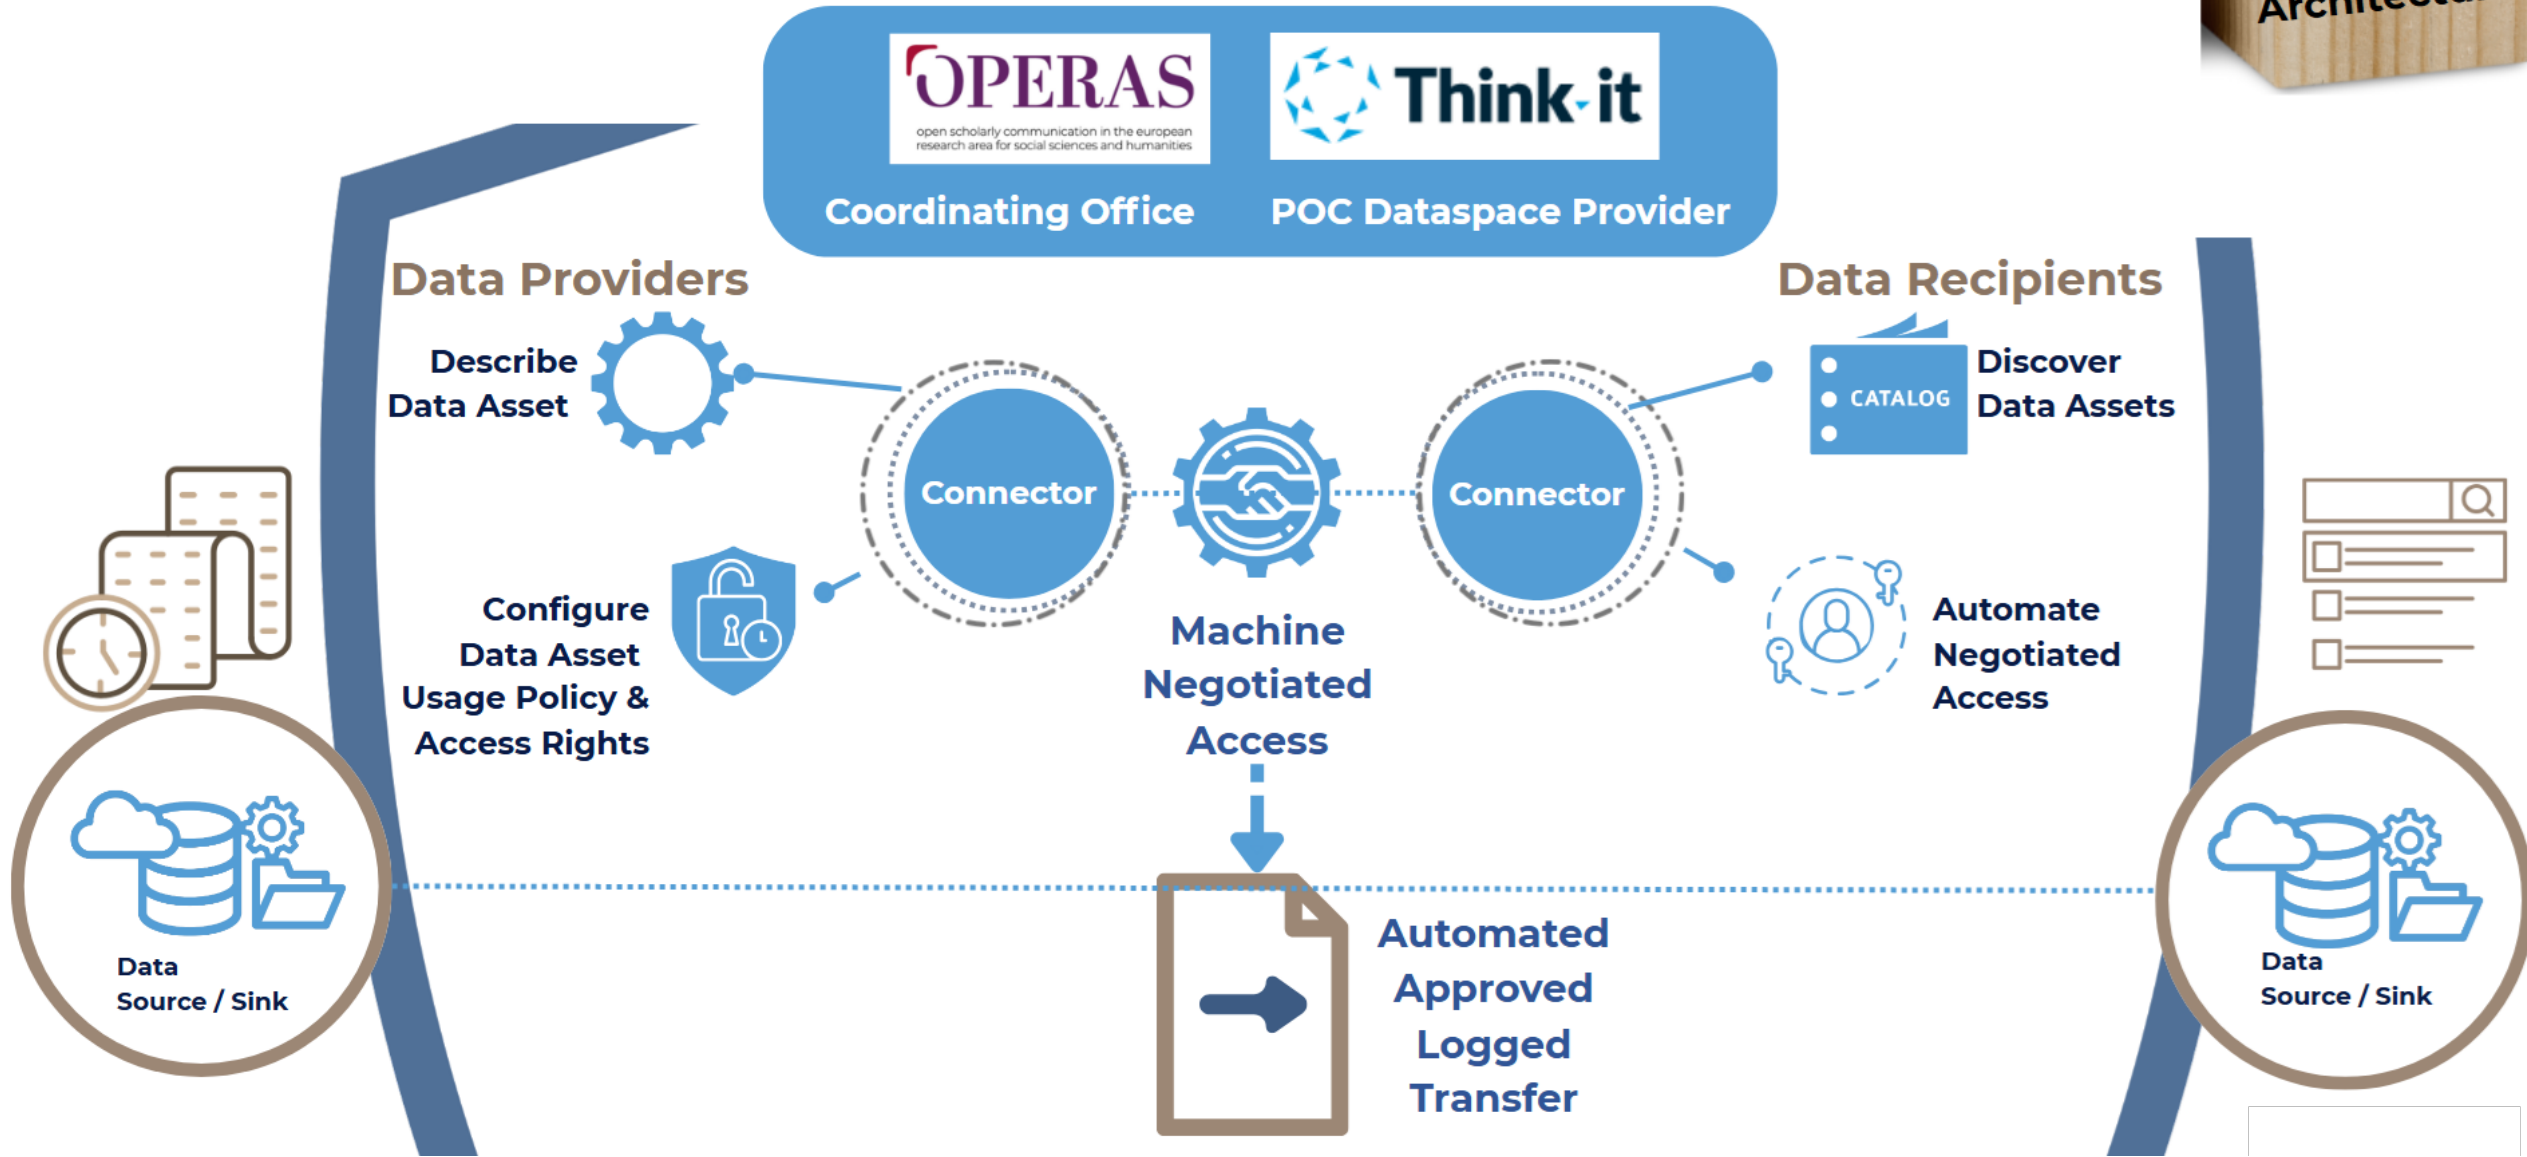 OPERAS
open scholarly communication in the european
research area for social sciences and humanities
Think-it
Coordinating Office
POC Dataspace Provider
Data Providers
Data Recipients
Describe
Data Asset
CATALOG
Discover
Data Assets
Connector
Connector
Configure
Data Asset
Usage Policy &
Access Rights
Machine
Negotiated
Access
Automate
Negotiated
Access
Data
Source / Sink
Automated
Approved
Logged
Transfer
Data
Source / Sink